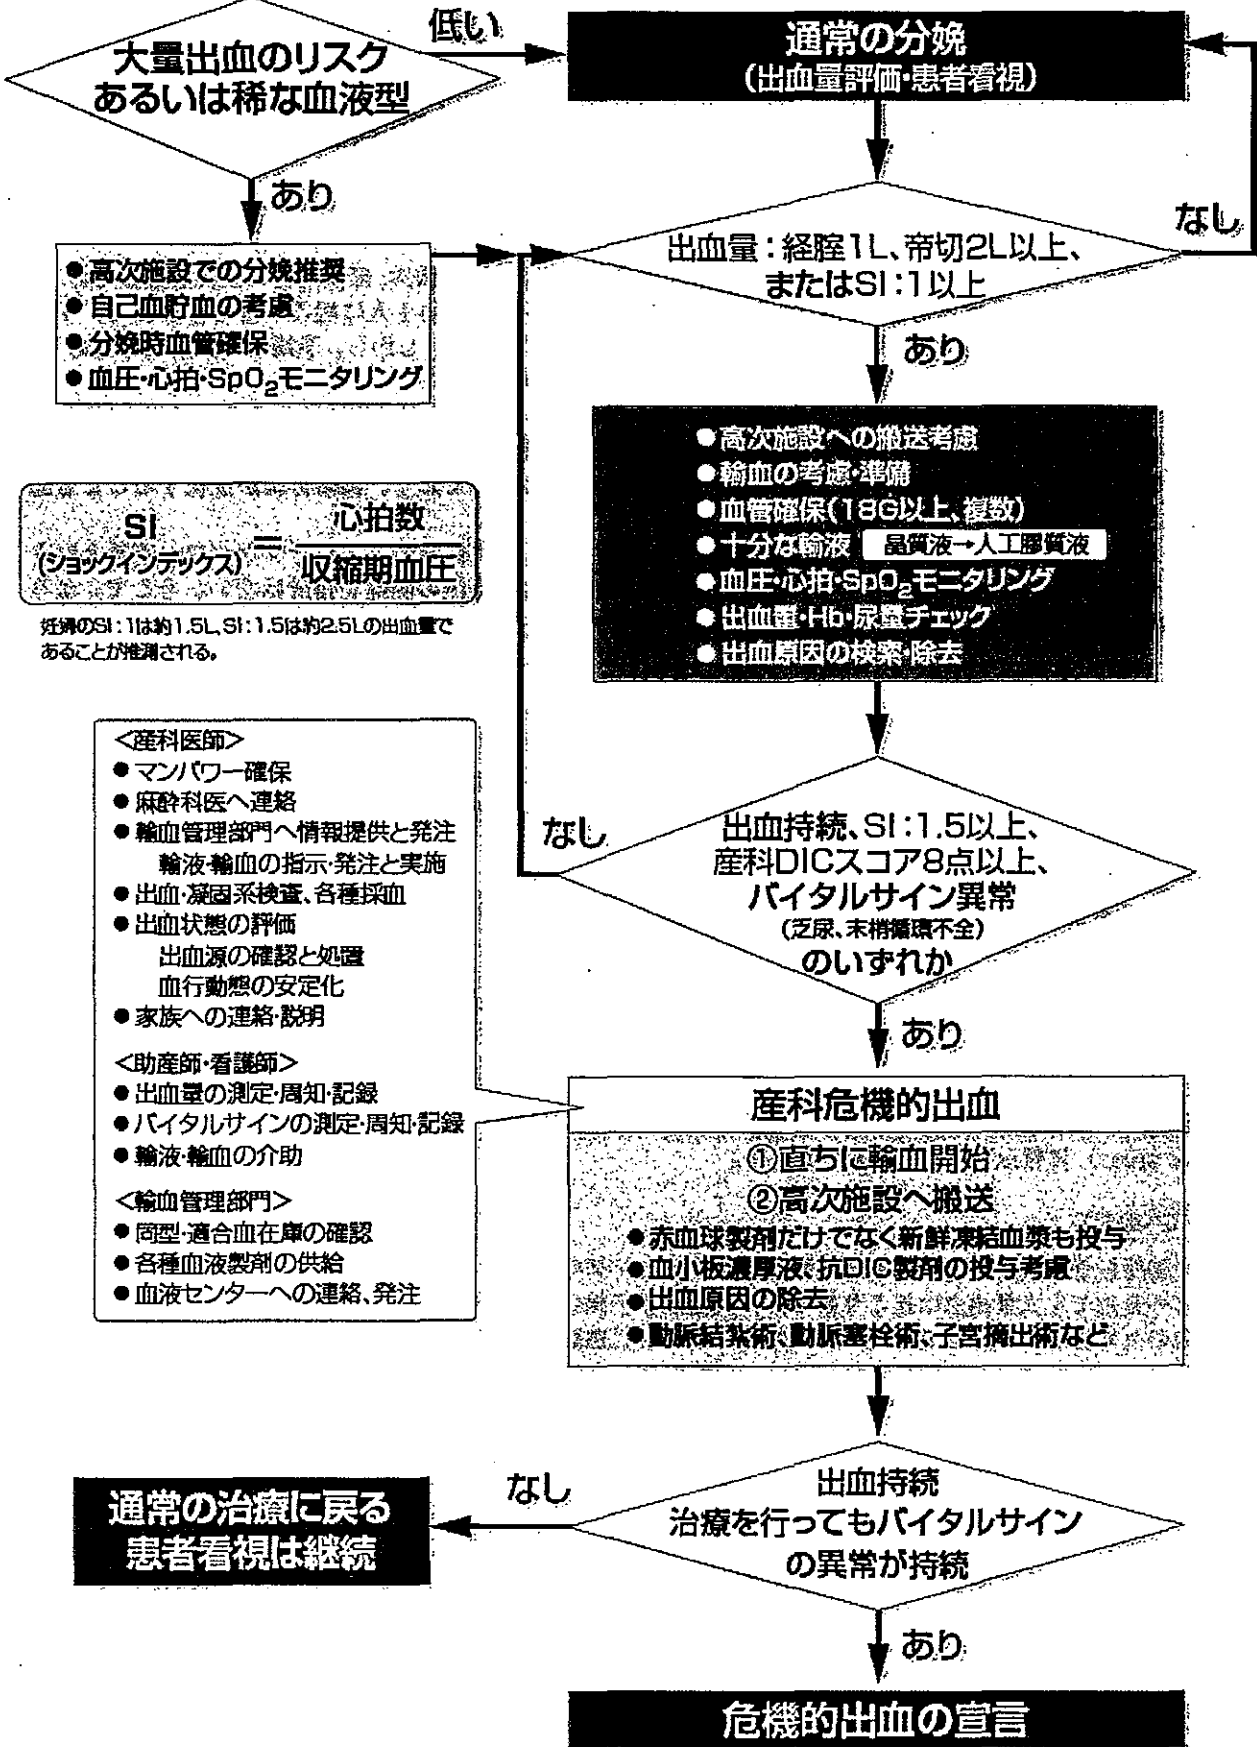 大量出血のリスク
あるいは稀な血液型
低い
あり
通常の分娩
(出血量評価・患者看視)
●高次施設での分娩推奨
●自己血貯血の考慮
●分娩時血管確保
●血圧・心拍・SpO₂モニタリング
出血量：経腟1L、帝切2L以上、
またはSI：1以上
なし
あり
SI
(ショックインデックス)
＝
心拍数
収縮期血圧
妊婦のSI：1は約1.5L、SI：1.5は約2.5Lの出血量で
あることが推測される。
●高次施設への搬送考慮
●輸血の考慮・準備
●血管確保(18G以上、複数)
●十分な輸液 晶質液→人工膠質液
●血圧・心拍・SpO₂モニタリング
●出血量・Hb・尿量チェック
●出血原因の検索・除去
出血持続、SI：1.5以上、
産科DICスコア8点以上、
バイタルサイン異常
(乏尿、末梢循環不全)
のいずれか
なし
あり
＜産科医師＞
●マンパワー確保
●麻酔科医へ連絡
●輸血管理部門へ情報提供と発注
輸液・輸血の指示・発注と実施
●出血・凝固系検査、各種採血
●出血状態の評価
出血源の確認と処置
血行動態の安定化
●家族への連絡・説明
＜助産師・看護師＞
●出血量の測定・周知・記録
●バイタルサインの測定・周知・記録
●輸液・輸血の介助
＜輸血管理部門＞
●同型・適合血在庫の確認
●各種血液製剤の供給
●血液センターへの連絡、発注
産科危機的出血
①直ちに輸血開始
②高次施設へ搬送
●赤血球製剤だけでなく新鮮凍結血漿も投与
●血小板濃厚液、抗DIC製剤の投与考慮
●出血原因の除去
●動脈結紮術、動脈塞栓術、子宮摘出術など
出血持続
治療を行ってもバイタルサイン
の異常が持続
なし
通常の治療に戻る
患者看視は継続
あり
危機的出血の宣言